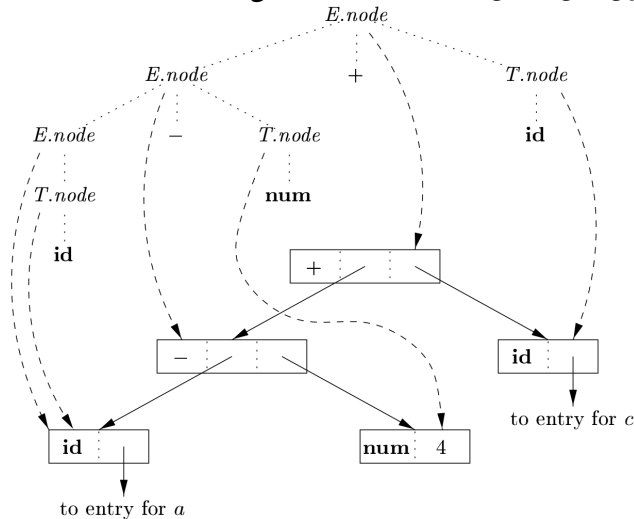 E.node
E.node + T.node
E.node − T.node id
T.node num
id
+
− id
to entry for c
id num 4
to entry for a